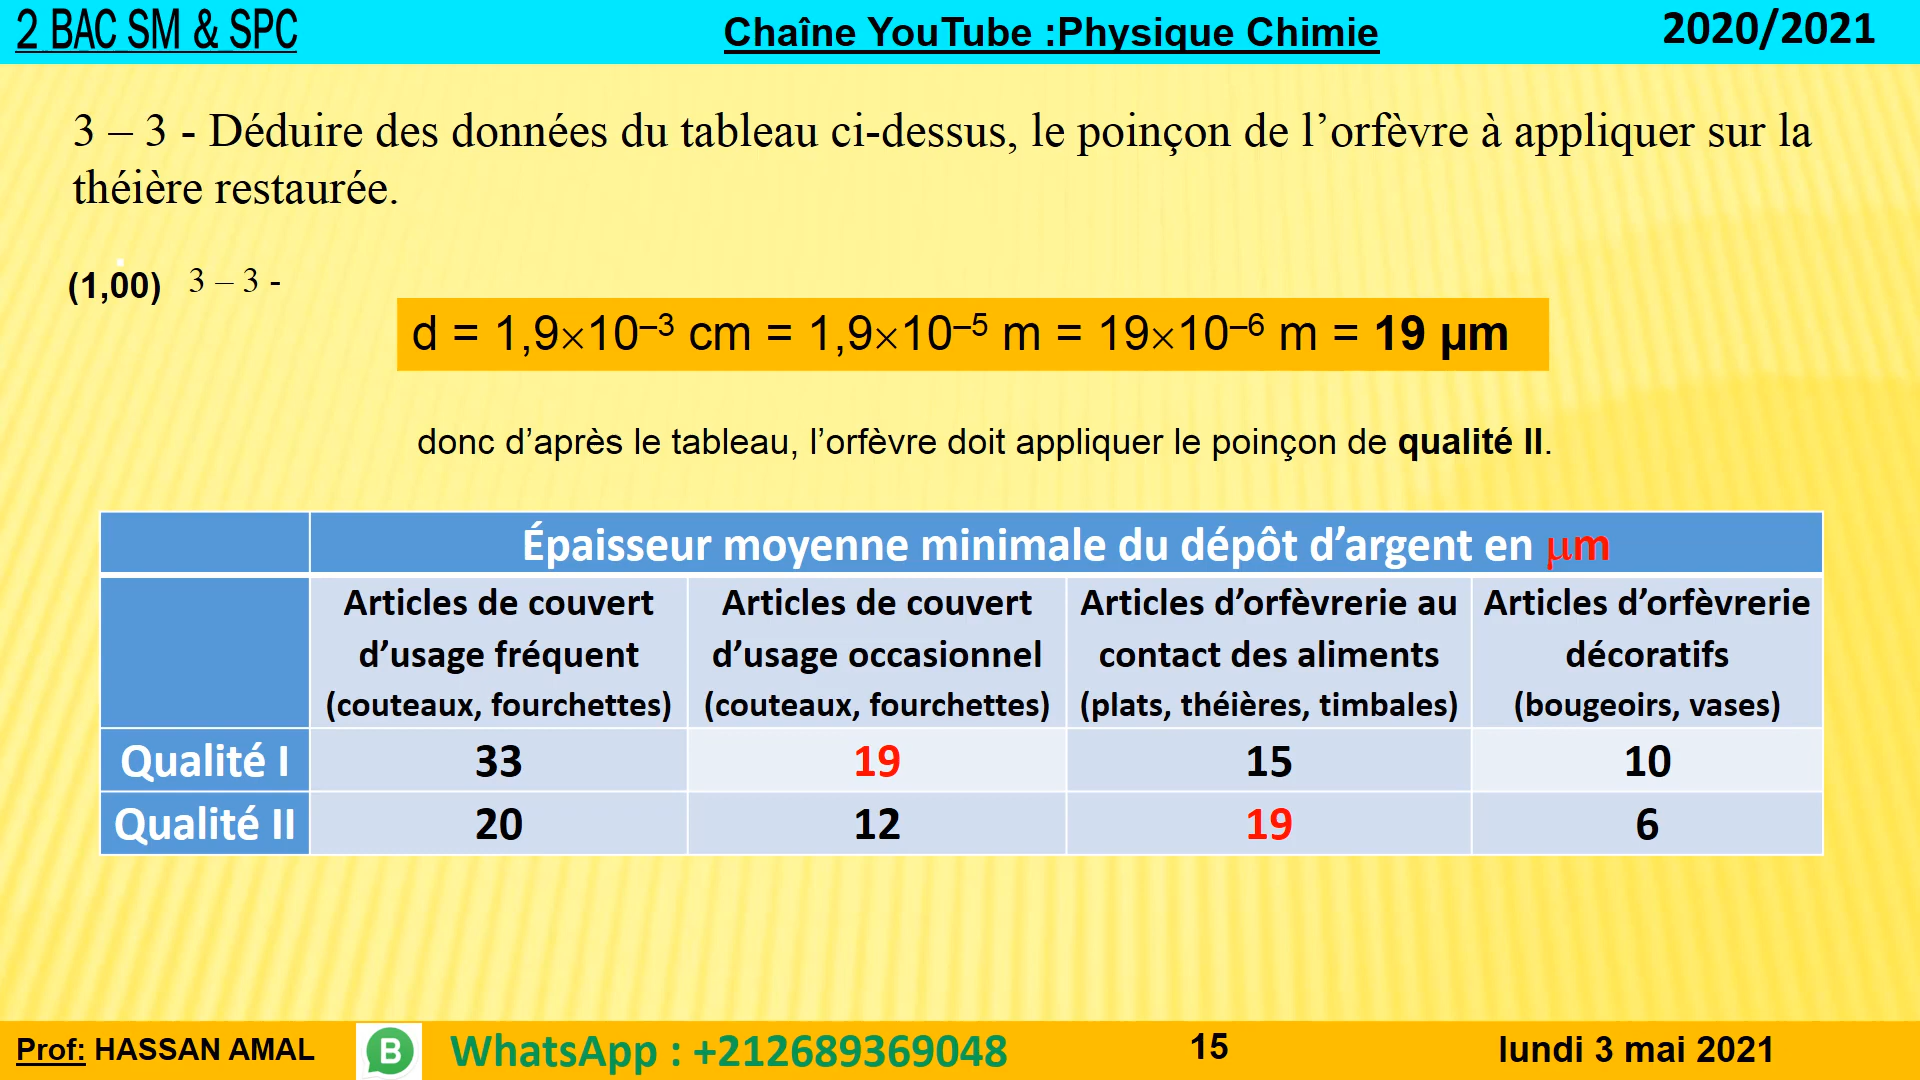 2 BAC SM & SPC
Chaîne YouTube :Physique Chimie
2020/2021
3 – 3 - Déduire des données du tableau ci-dessus, le poinçon de l’orfèvre à appliquer sur la
théière restaurée.
(1,00) 3 – 3 -
d = 1,9×10⁻³ cm = 1,9×10⁻⁵ m = 19×10⁻⁶ m = 19 µm
donc d’après le tableau, l’orfèvre doit appliquer le poinçon de qualité II.
Épaisseur moyenne minimale du dépôt d’argent en µm
Articles de couvert
d’usage fréquent
(couteaux, fourchettes)
Articles de couvert
d’usage occasionnel
(couteaux, fourchettes)
Articles d’orfèvrerie au
contact des aliments
(plats, théières, timbales)
Articles d’orfèvrerie
décoratifs
(bougeoirs, vases)
Qualité I 33 19 15 10
Qualité II 20 12 19 6
Prof: HASSAN AMAL
B
WhatsApp : +212689369048
15
lundi 3 mai 2021